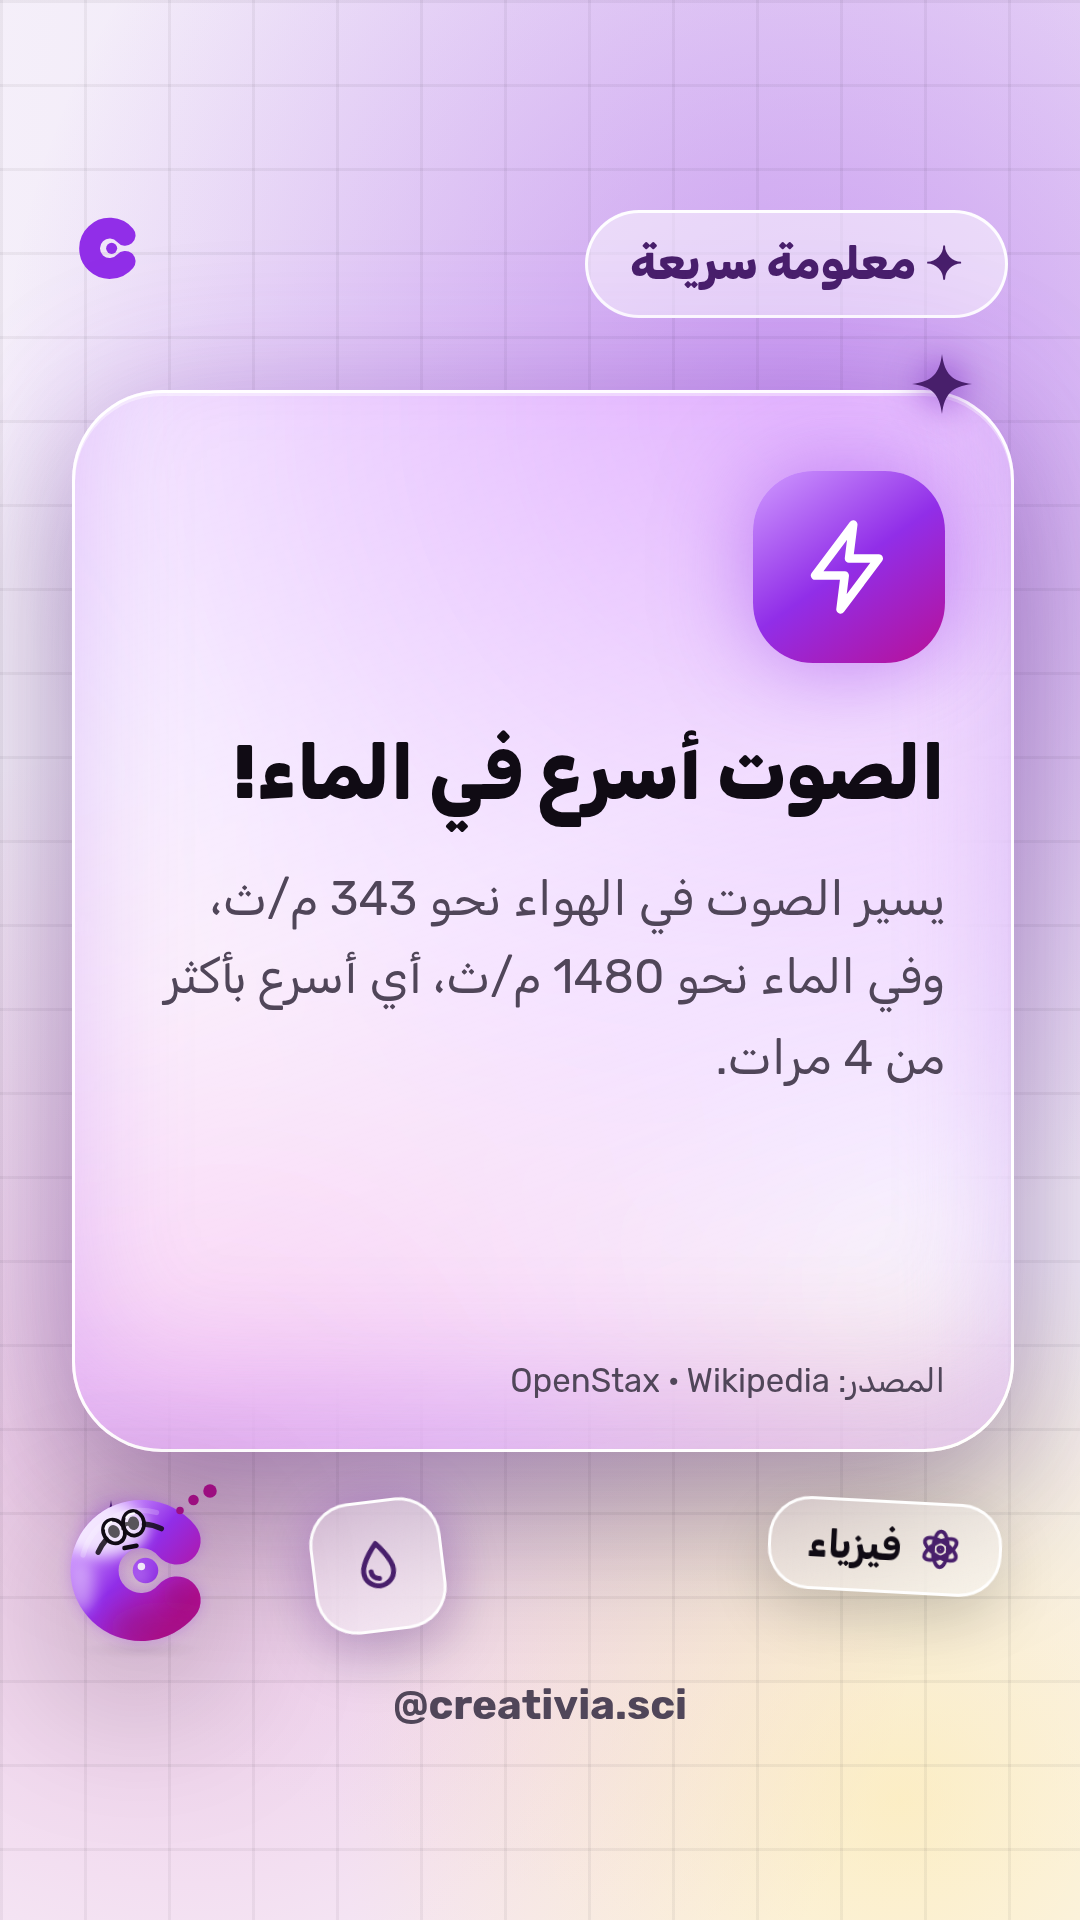 معلومة سريعة
الصوت أسرع في الماء!
يسير الصوت في الهواء نحو 343 م/ث،
وفي الماء نحو 1480 م/ث، أي أسرع بأكثر
من 4 مرات.
المصدر: OpenStax • Wikipedia
فيزياء
@creativia.sci